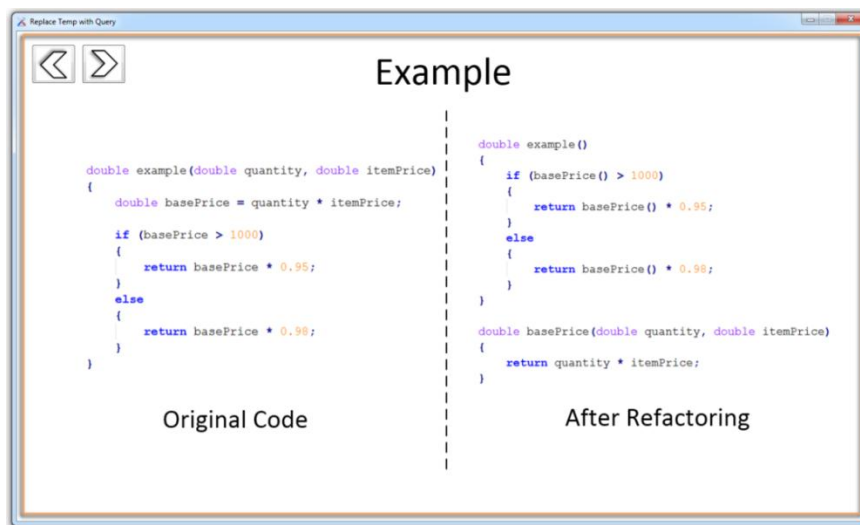 Replace Temp with Query
Example
double example(double quantity, double itemPrice)
{
double basePrice = quantity * itemPrice;
if (basePrice > 1000)
{
return basePrice * 0.95;
}
else
{
return basePrice * 0.98;
}
}
Original Code
double example()
{
if (basePrice() > 1000)
{
return basePrice() * 0.95;
}
else
{
return basePrice() * 0.98;
}
}
double basePrice(double quantity, double itemPrice)
{
return quantity * itemPrice;
}
After Refactoring